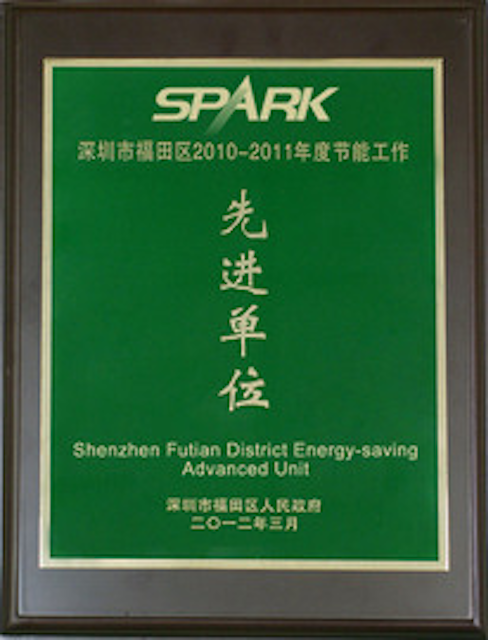 SPARK
深圳市福田区2010-2011年度节能工作
先进单位
Shenzhen Futian District Energy-saving
Advanced Unit
深圳市福田区人民政府
二〇一二年三月